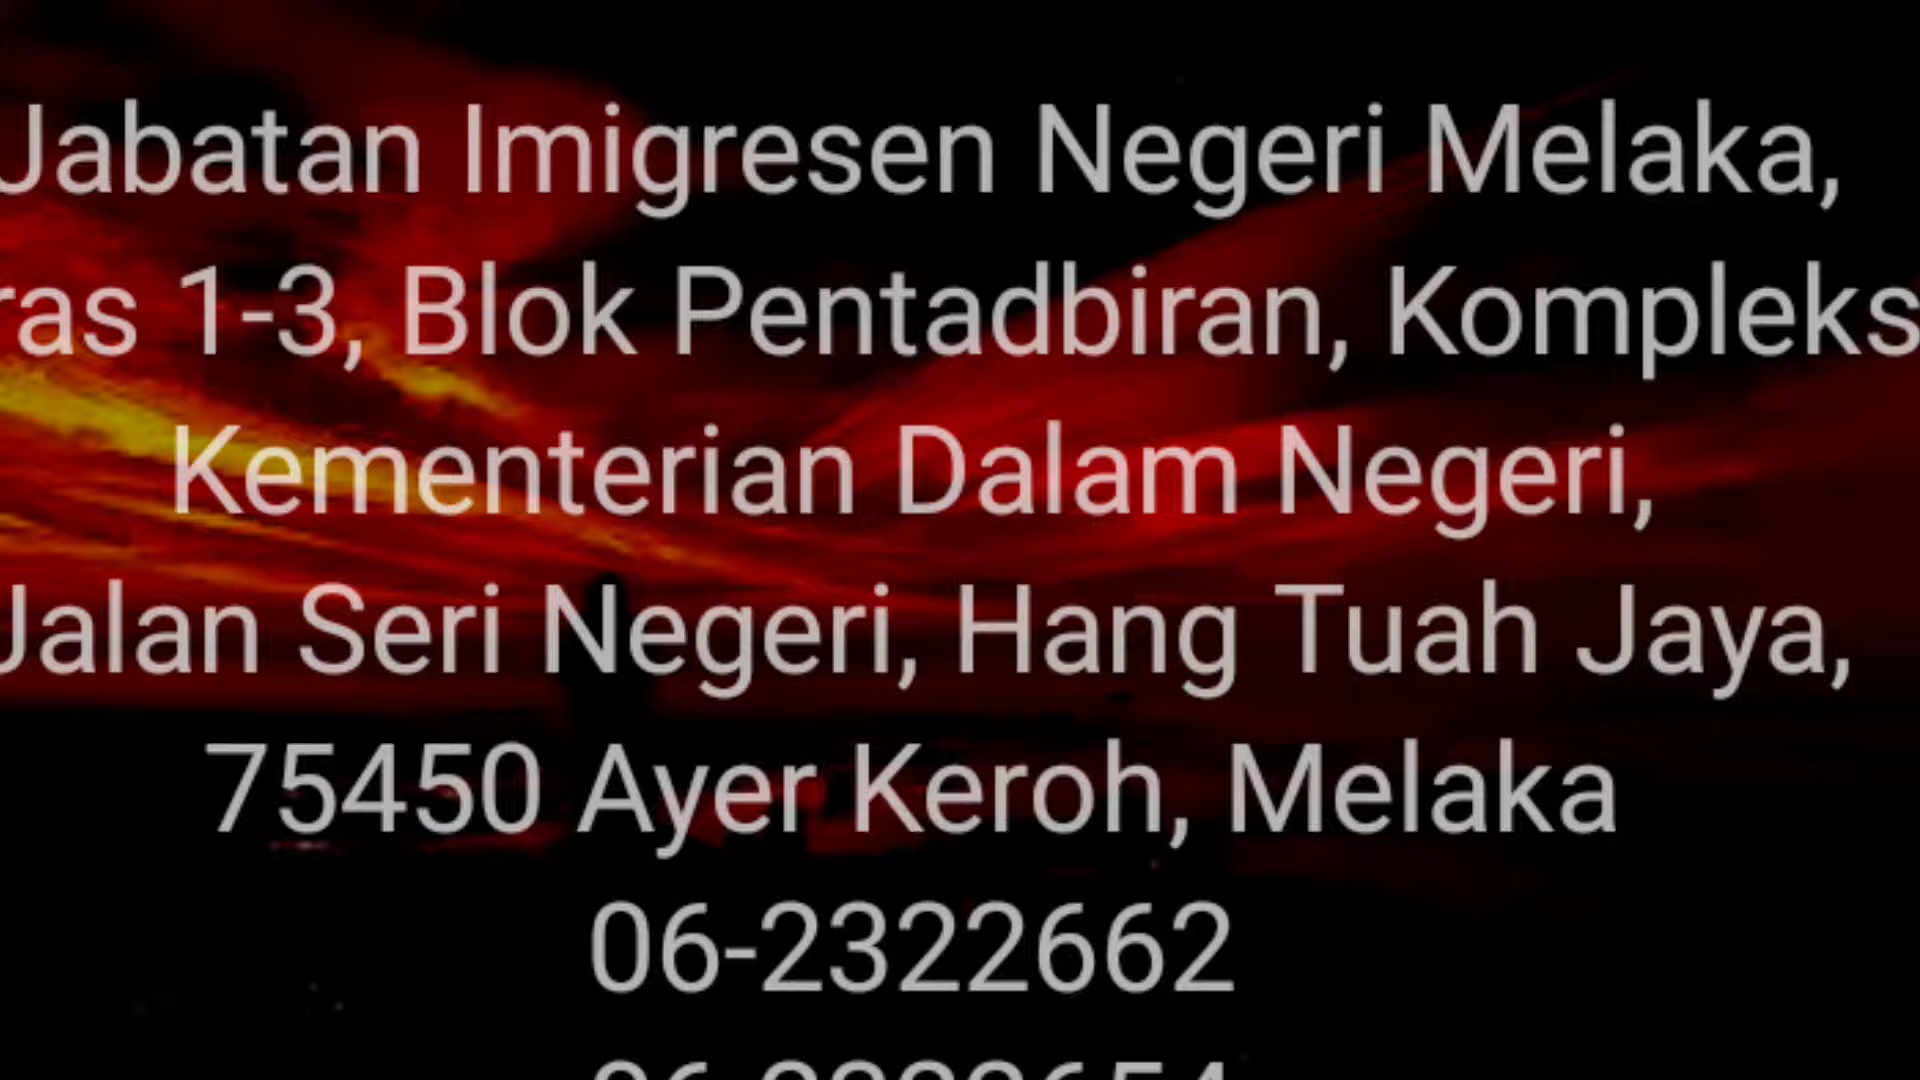 Jabatan Imigresen Negeri Melaka,
ras 1-3, Blok Pentadbiran, Kompleks
Kementerian Dalam Negeri,
Jalan Seri Negeri, Hang Tuah Jaya,
75450 Ayer Keroh, Melaka
06-2322662